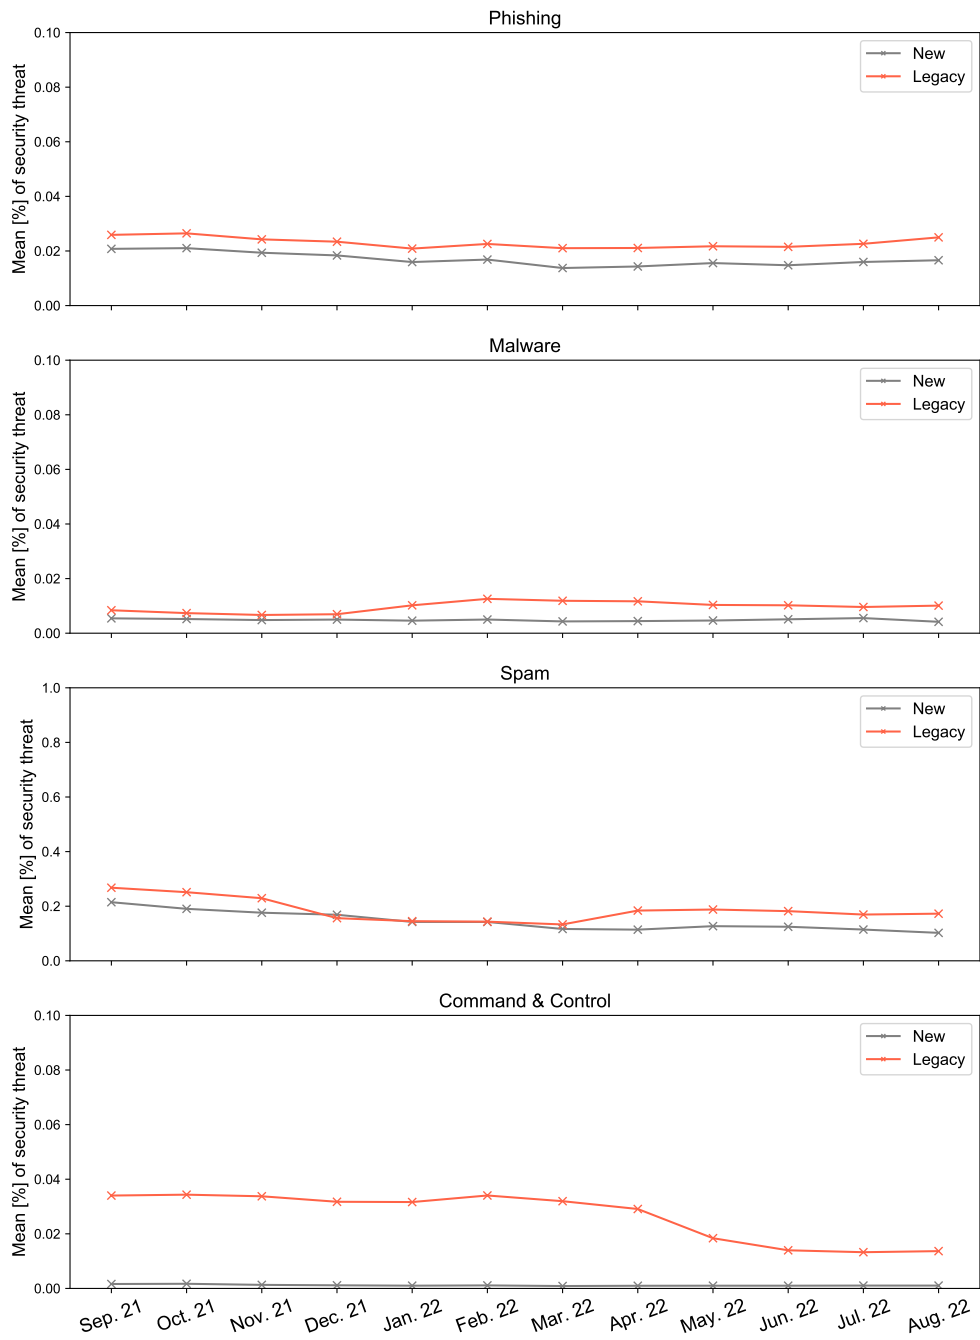 Phishing
Mean [%] of security threat
0.10
0.08
0.06
0.04
0.02
0.00
New
Legacy
Malware
Mean [%] of security threat
0.10
0.08
0.06
0.04
0.02
0.00
New
Legacy
Spam
Mean [%] of security threat
1.0
0.8
0.6
0.4
0.2
0.0
New
Legacy
Command & Control
Mean [%] of security threat
0.10
0.08
0.06
0.04
0.02
0.00
New
Legacy
Sep. 21
Oct. 21
Nov. 21
Dec. 21
Jan. 22
Feb. 22
Mar. 22
Apr. 22
May. 22
Jun. 22
Jul. 22
Aug. 22